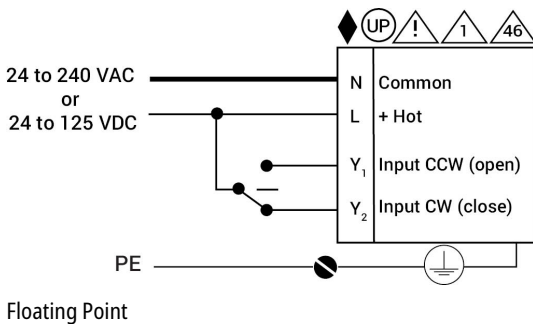 UP ! 1 46
24 to 240 VAC
or
24 to 125 VDC
N Common
L + Hot
Y1 Input CCW (open)
Y2 Input CW (close)
PE
Floating Point